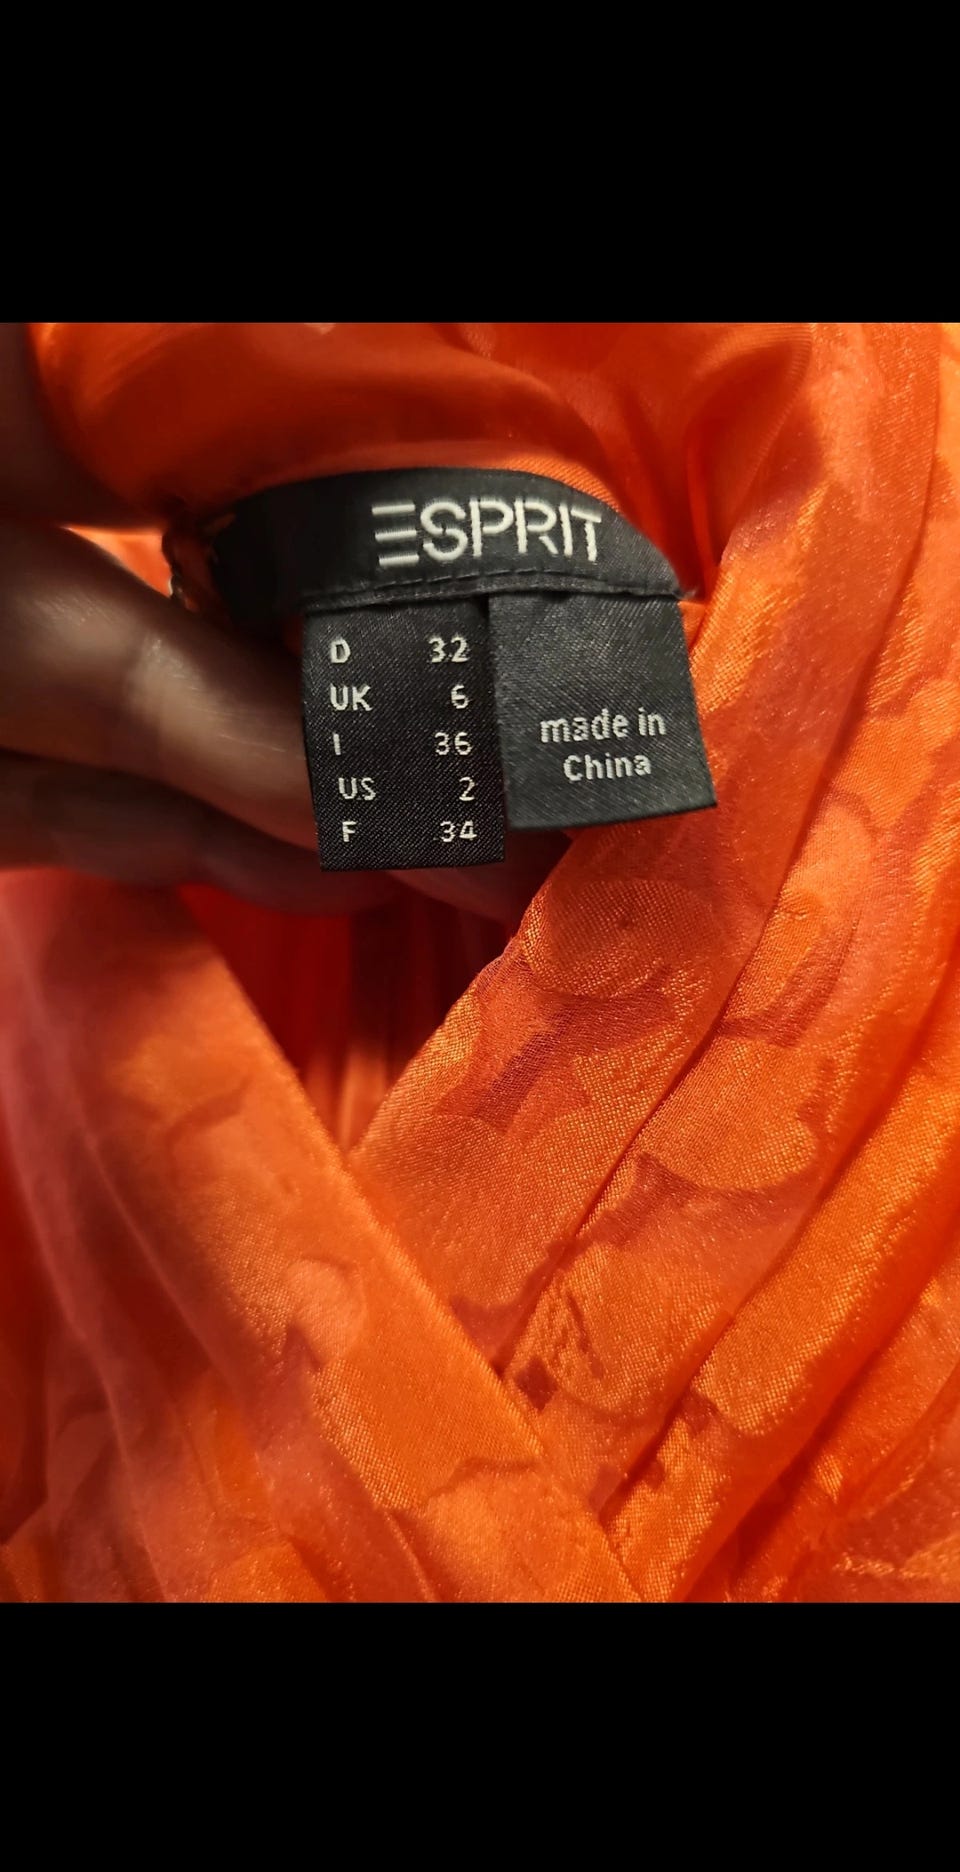 ESPRIT
D 32
UK 6
I 36
US 2
F 34
made in
China